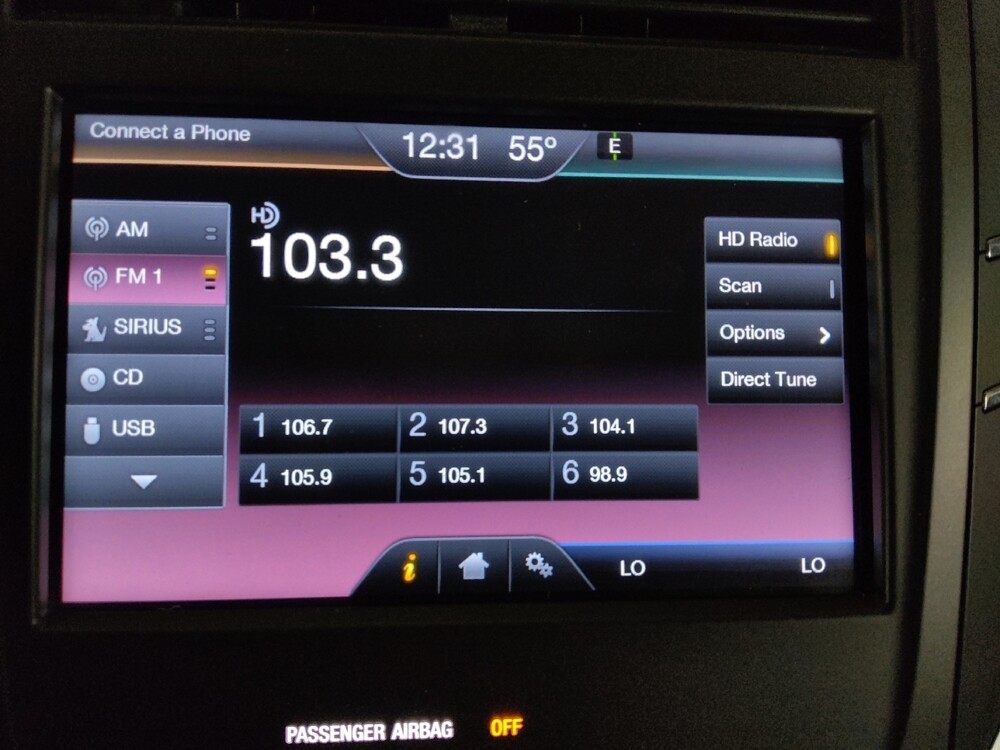 Connect a Phone
12:31 55° E
AM
FM 1
SIRIUS
CD
USB
HD
103.3
HD Radio
Scan
Options
Direct Tune
1 106.7 2 107.3 3 104.1
4 105.9 5 105.1 6 98.9
i LO LO
PASSENGER AIRBAG OFF